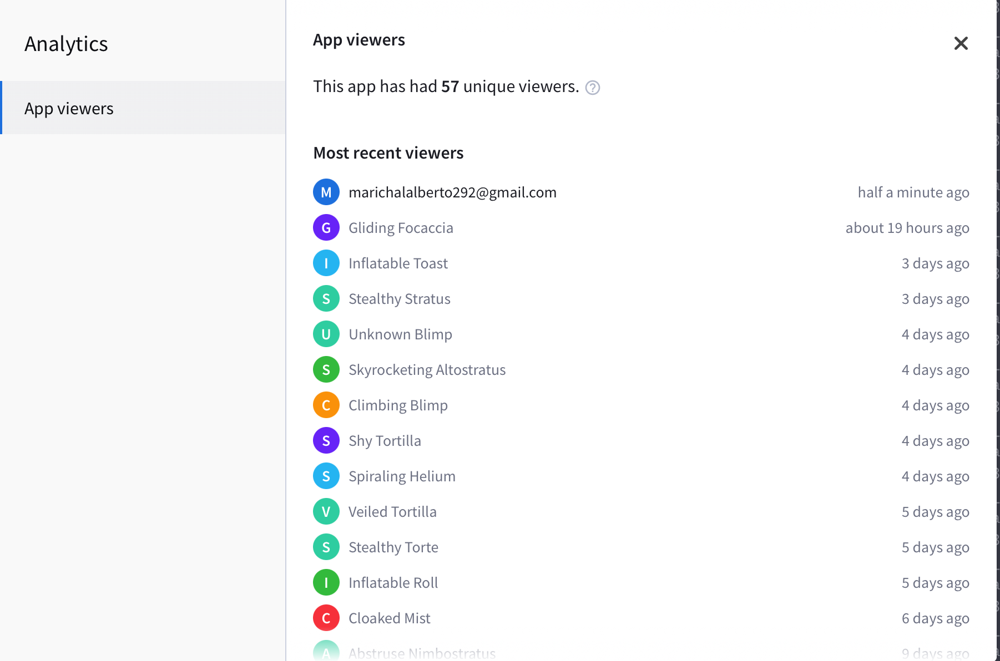 Analytics
App viewers
App viewers
This app has had 57 unique viewers.
Most recent viewers
M marichalalberto292@gmail.com half a minute ago
G Gliding Focaccia about 19 hours ago
I Inflatable Toast 3 days ago
S Stealthy Stratus 3 days ago
U Unknown Blimp 4 days ago
S Skyrocketing Altostratus 4 days ago
C Climbing Blimp 4 days ago
S Shy Tortilla 4 days ago
S Spiraling Helium 4 days ago
V Veiled Tortilla 5 days ago
S Stealthy Torte 5 days ago
I Inflatable Roll 5 days ago
C Cloaked Mist 6 days ago
A Abstruse Nimbostratus 9 days ago